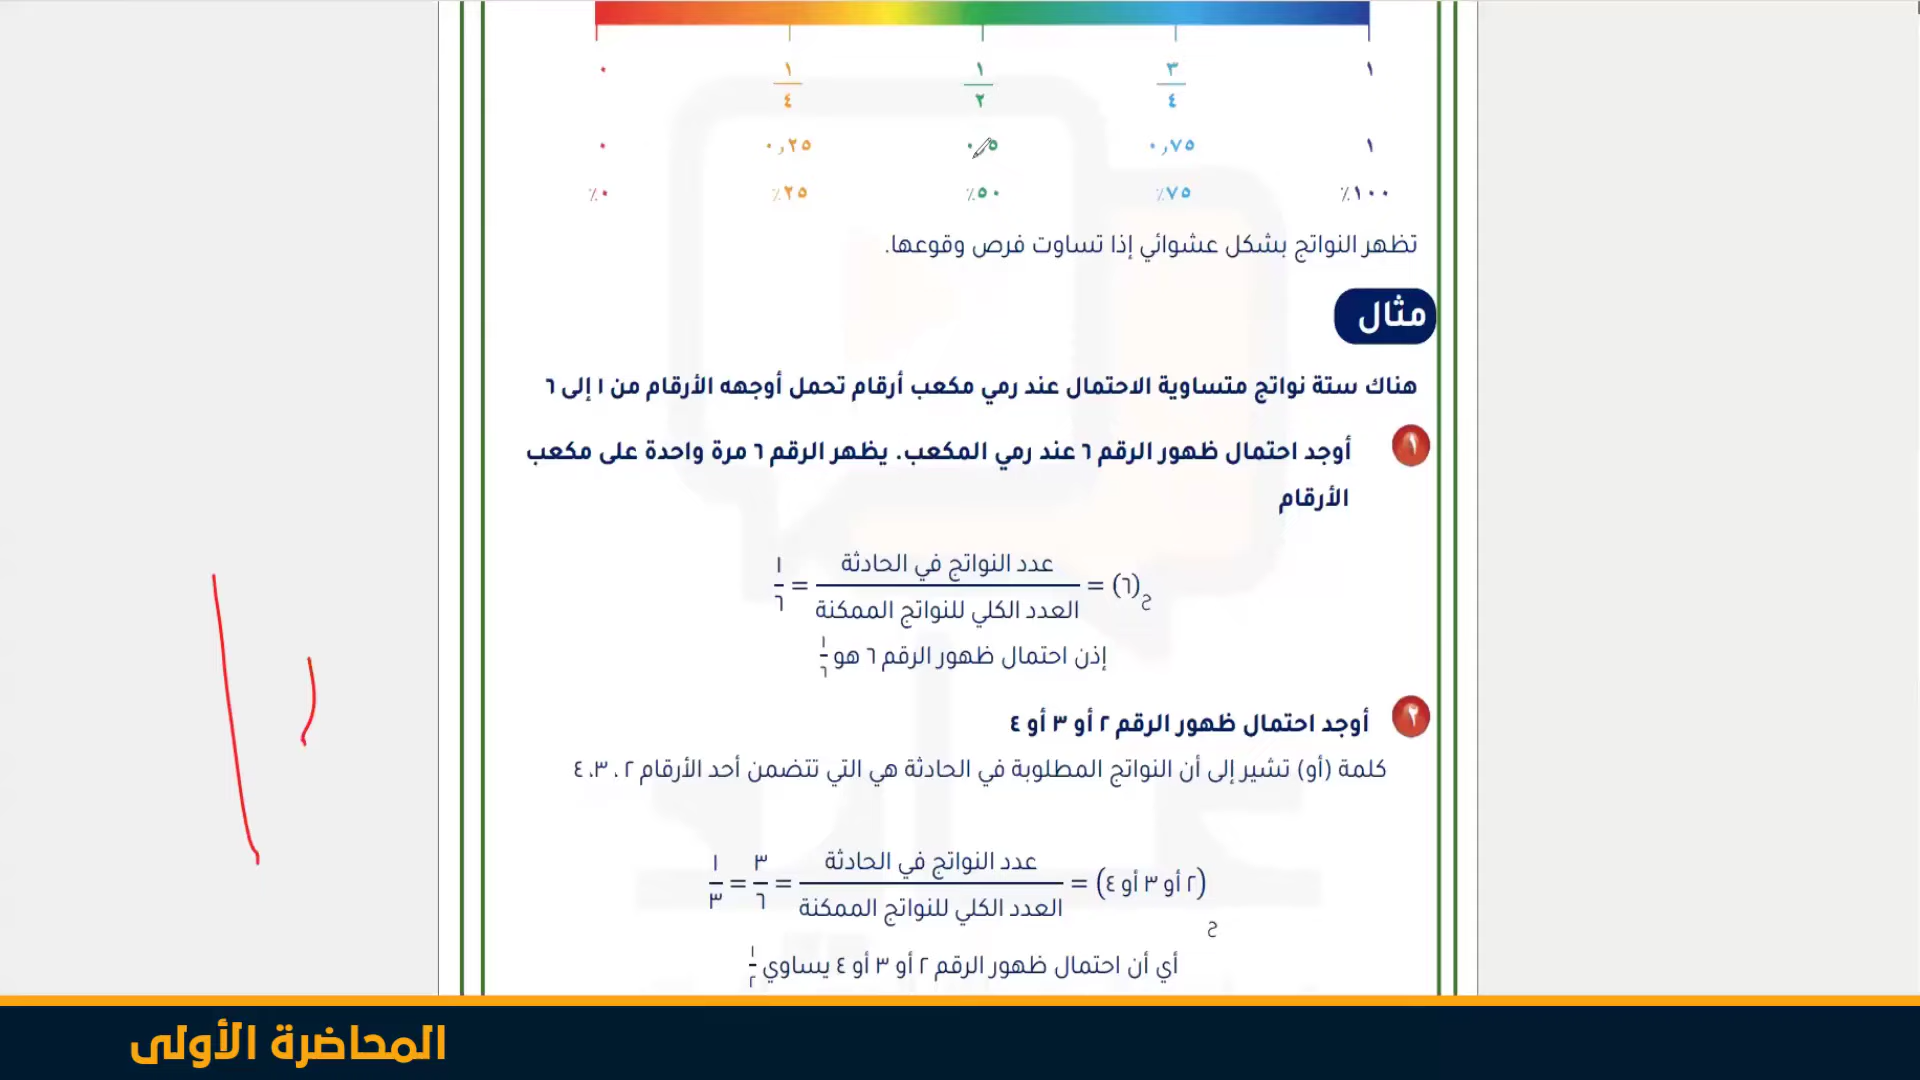 ١ ٣/٤ ١/٢ ١/٤ ٠
١ ٠,٧٥ ٠,٥ ٠,٢٥ ٠
٪١٠٠ ٪٧٥ ٪٥٠ ٪٢٥ ٪٠
تظهر النواتج بشكل عشوائي إذا تساوت فرص وقوعها.
مثال
هناك ستة نواتج متساوية الاحتمال عند رمي مكعب أرقام تحمل أوجهه الأرقام من ١ إلى ٦
١ أوجد احتمال ظهور الرقم ٦ عند رمي المكعب. يظهر الرقم ٦ مرة واحدة على مكعب
الأرقام
ح(٦) = عدد النواتج في الحادثة / العدد الكلي للنواتج الممكنة = ١/٦
إذن احتمال ظهور الرقم ٦ هو ١/٦
٢ أوجد احتمال ظهور الرقم ٢ أو ٣ أو ٤
كلمة (أو) تشير إلى أن النواتج المطلوبة في الحادثة هي التي تتضمن أحد الأرقام ٢ ، ٣، ٤
ح(٢ أو ٣ أو ٤) = عدد النواتج في الحادثة / العدد الكلي للنواتج الممكنة = ٣/٦ = ١/٣
أي أن احتمال ظهور الرقم ٢ أو ٣ أو ٤ يساوي ١/٢
المحاضرة الأولى